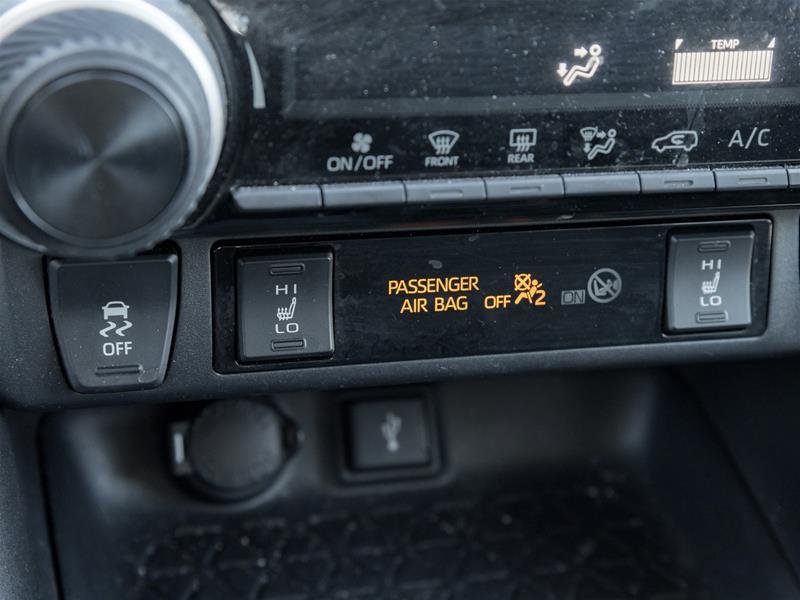 TEMP
ON/OFF FRONT REAR A/C
HI HI
PASSENGER
AIR BAG OFF ON
LO LO
OFF